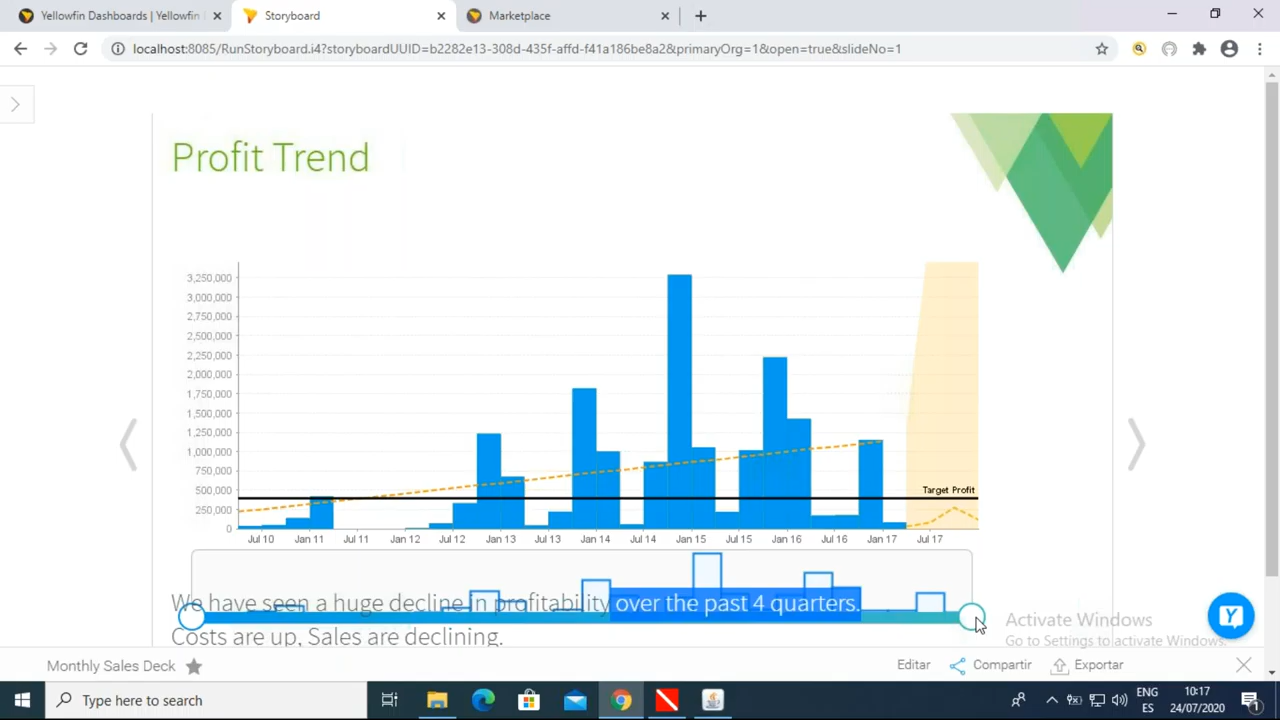 Yellowfin Dashboards | Yellowfin
Storyboard
Marketplace
localhost:8085/RunStoryboard.i4?storyboardUUID=b2282e13-308d-435f-affd-f41a186be8a2&primaryOrg=1&open=true&slideNo=1
Profit Trend
3,250,000
3,000,000
2,750,000
2,500,000
2,250,000
2,000,000
1,750,000
1,500,000
1,250,000
1,000,000
750,000
500,000
250,000
0
Target Profit
Jul 10 Jan 11 Jul 11 Jan 12 Jul 12 Jan 13 Jul 13 Jan 14 Jul 14 Jan 15 Jul 15 Jan 16 Jul 16 Jan 17 Jul 17
We have seen a huge decline in profitability over the past 4 quarters.
Costs are up, Sales are declining.
Activate Windows
Go to Settings to activate Windows.
Monthly Sales Deck
Editar Compartir Exportar
Type here to search
ENG
ES
10:17
24/07/2020
1